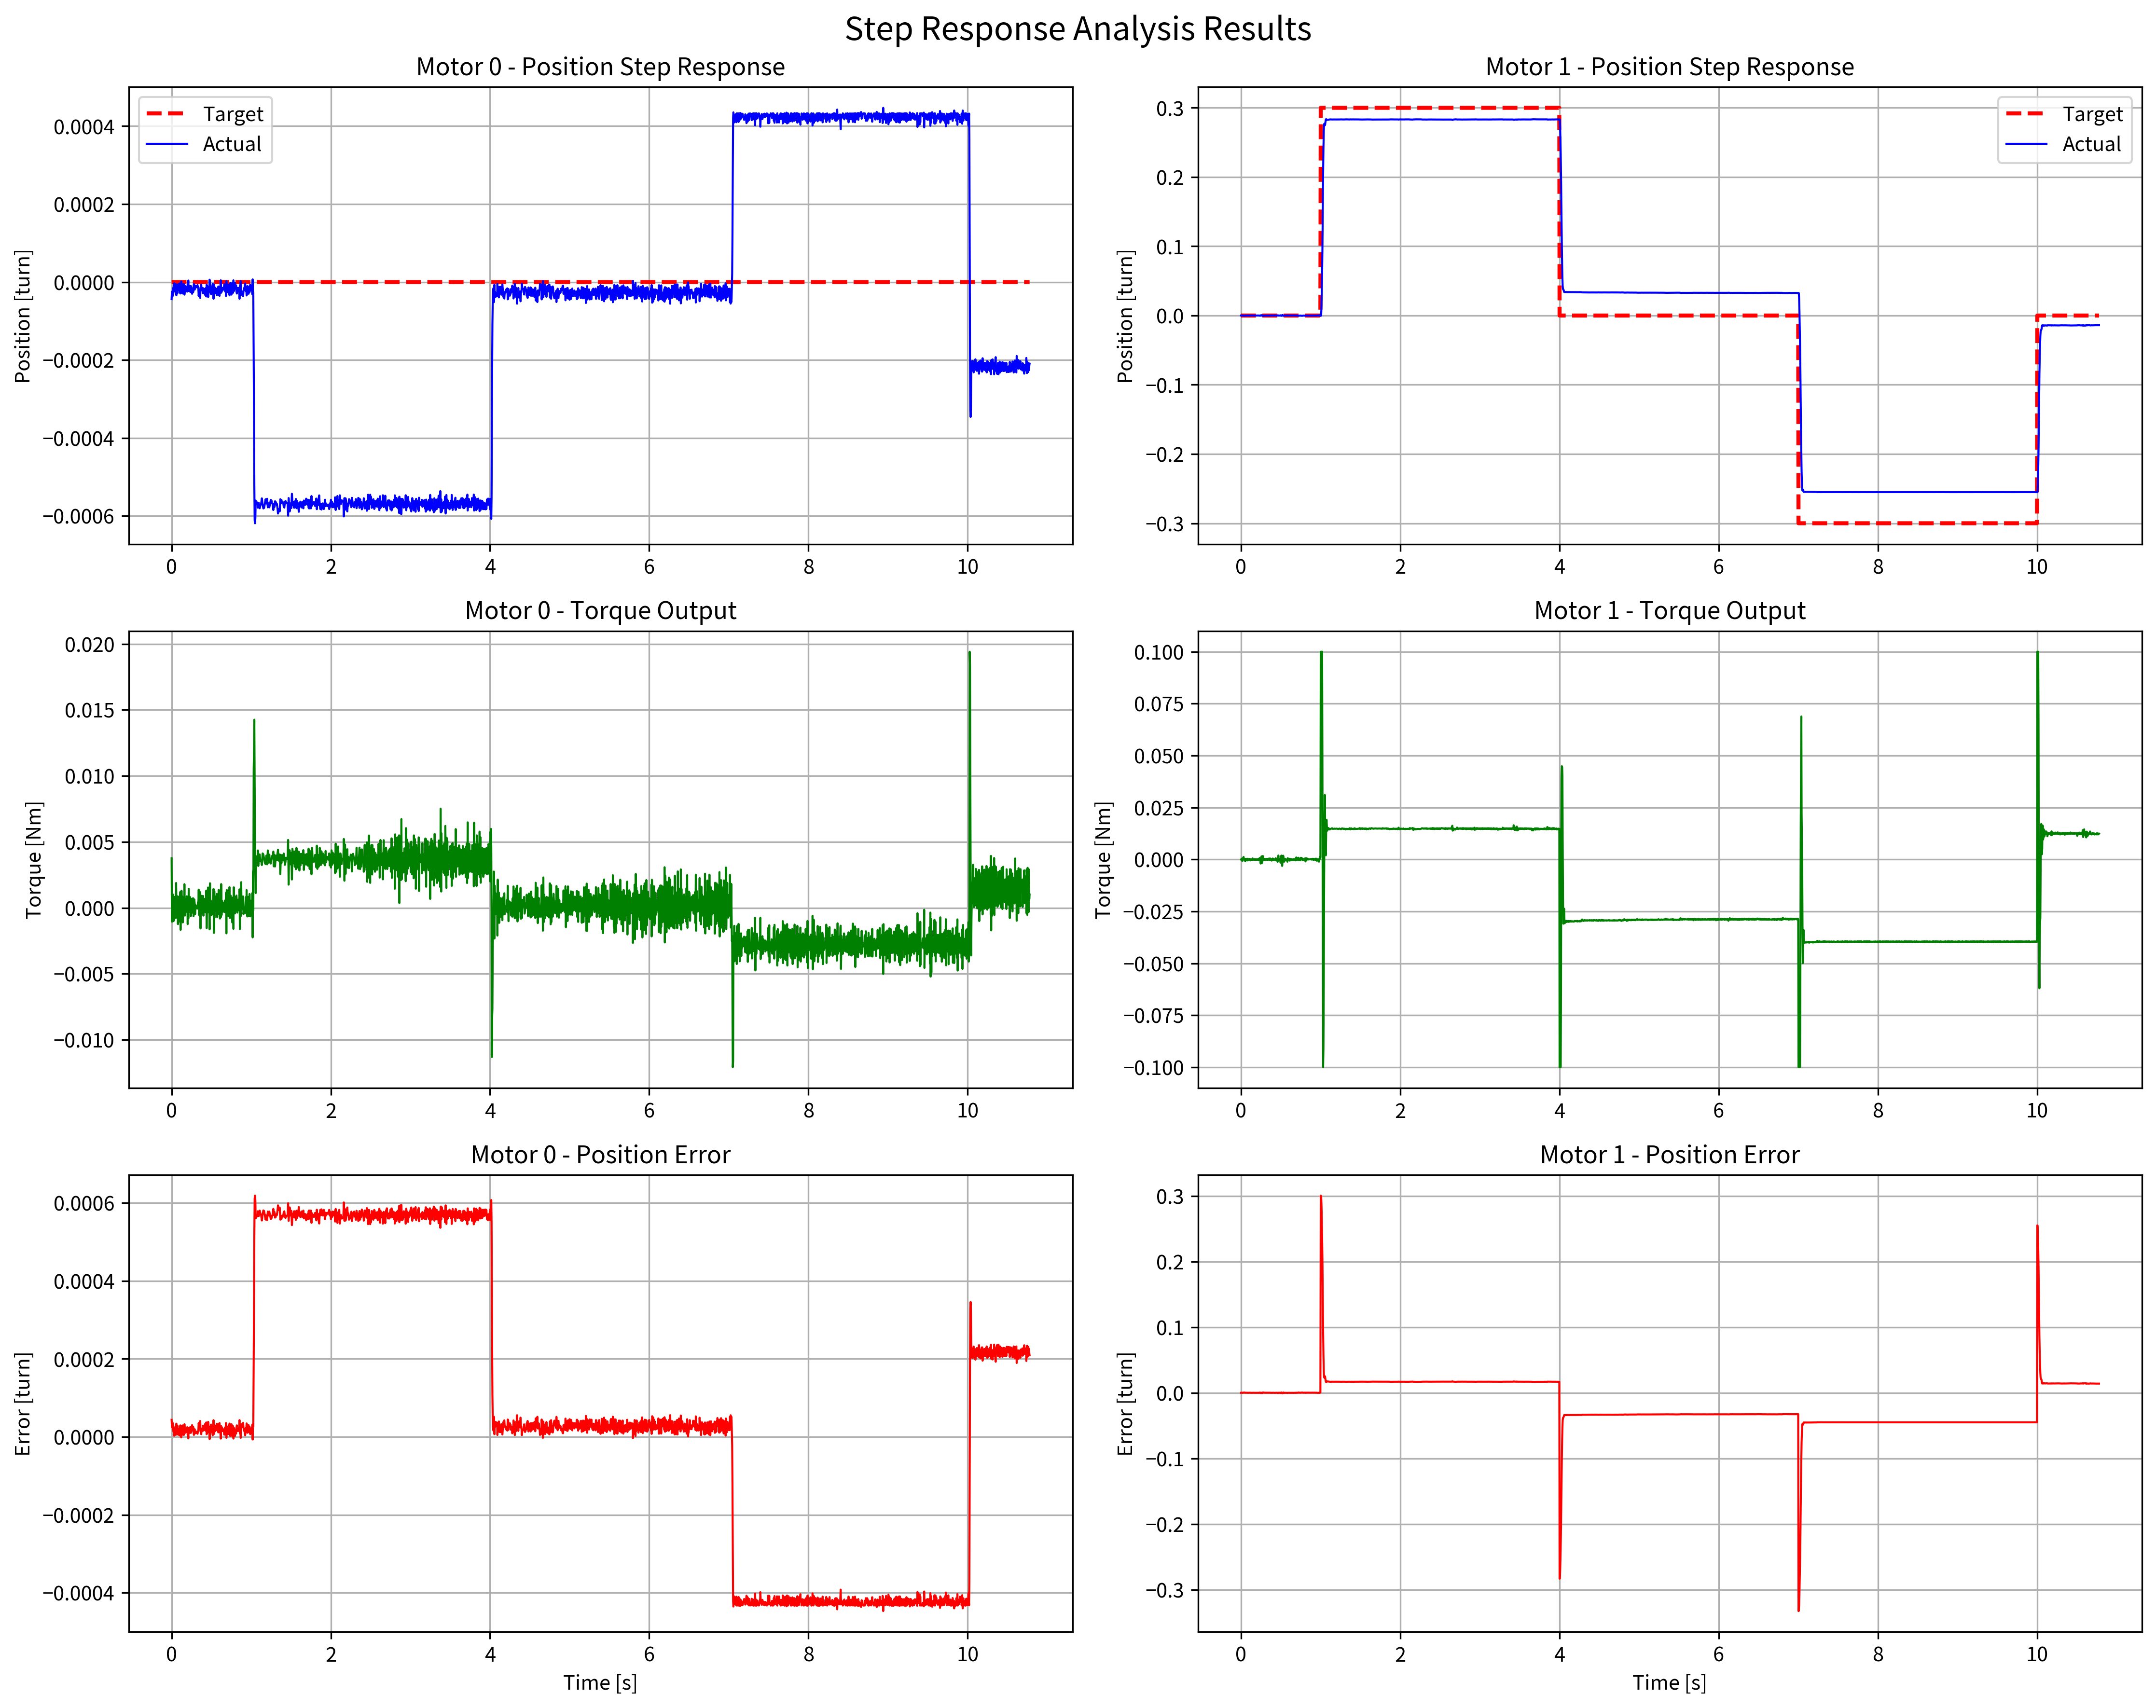 Step Response Analysis Results
Motor 0 - Position Step Response
Target
Actual
Position [turn]
0.0004
0.0002
0.0000
−0.0002
−0.0004
−0.0006
0 2 4 6 8 10
Motor 1 - Position Step Response
Target
Actual
Position [turn]
0.3
0.2
0.1
0.0
−0.1
−0.2
−0.3
0 2 4 6 8 10
Motor 0 - Torque Output
Torque [Nm]
0.020
0.015
0.010
0.005
0.000
−0.005
−0.010
0 2 4 6 8 10
Motor 1 - Torque Output
Torque [Nm]
0.100
0.075
0.050
0.025
0.000
−0.025
−0.050
−0.075
−0.100
0 2 4 6 8 10
Motor 0 - Position Error
Error [turn]
0.0006
0.0004
0.0002
0.0000
−0.0002
−0.0004
0 2 4 6 8 10
Time [s]
Motor 1 - Position Error
Error [turn]
0.3
0.2
0.1
0.0
−0.1
−0.2
−0.3
0 2 4 6 8 10
Time [s]